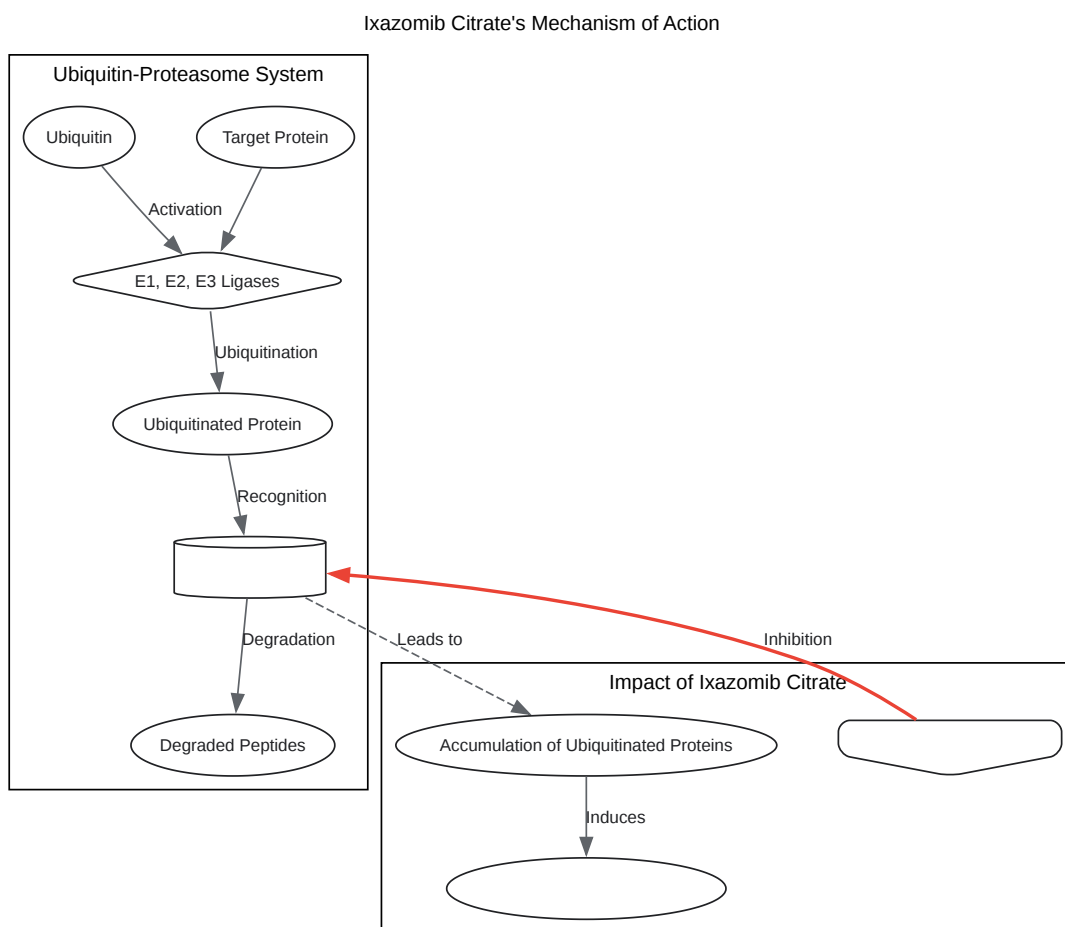 Ixazomib Citrate's Mechanism of Action
Ubiquitin-Proteasome System
Ubiquitin
Target Protein
Activation
E1, E2, E3 Ligases
Ubiquitination
Ubiquitinated Protein
Recognition
Degradation
Leads to
Inhibition
Impact of Ixazomib Citrate
Degraded Peptides
Accumulation of Ubiquitinated Proteins
Induces